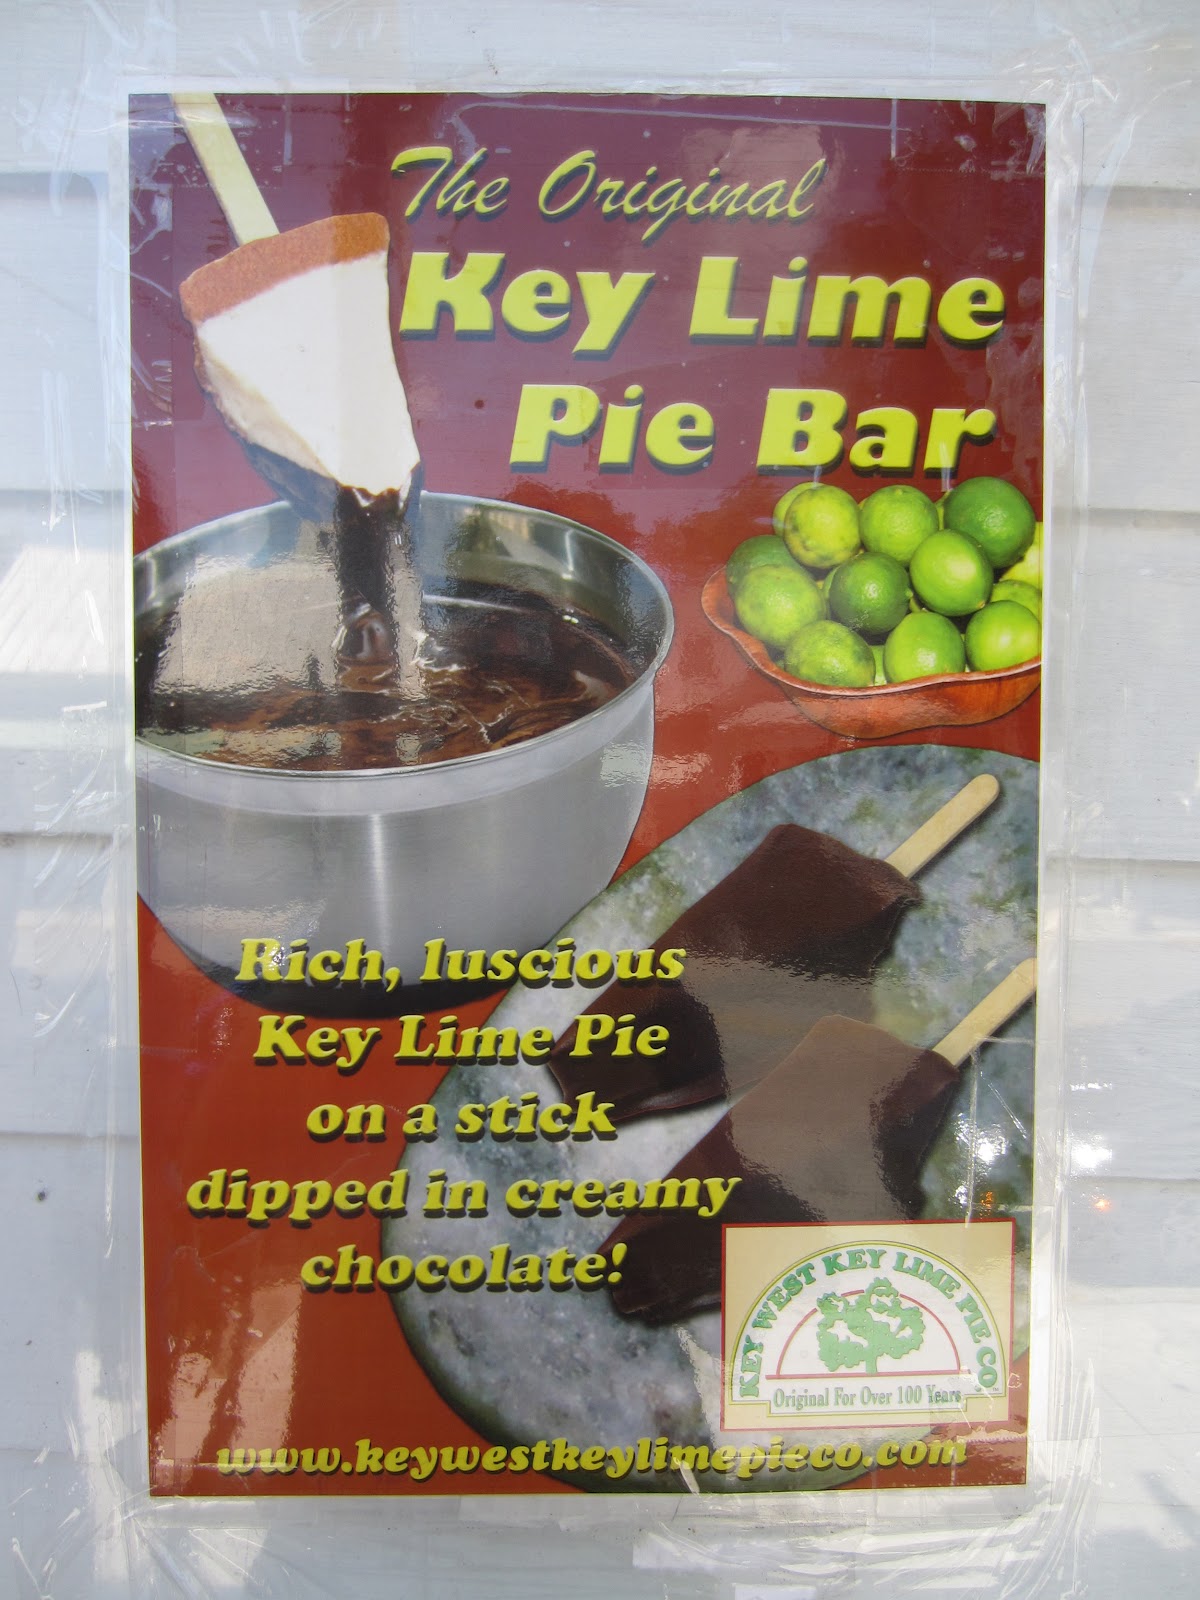 The Original
Key Lime
Pie Bar
Rich, luscious
Key Lime Pie
on a stick
dipped in creamy
chocolate!
KEY WEST KEY LIME PIE CO.
Original For Over 100 Years
www.keywestkeylimepieco.com